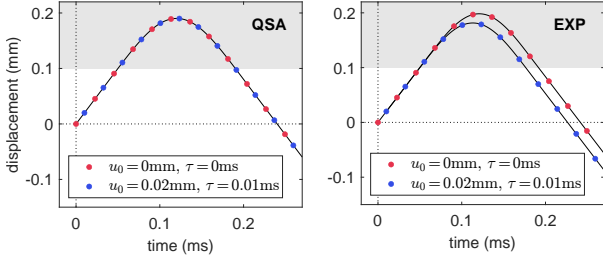 QSA
EXP
displacement (mm)
0.2
0.1
0
-0.1
0.2
0.1
0
-0.1
u₀=0mm, τ=0ms
u₀=0.02mm, τ=0.01ms
u₀=0mm, τ=0ms
u₀=0.02mm, τ=0.01ms
0 0.1 0.2
0 0.1 0.2
time (ms)
time (ms)